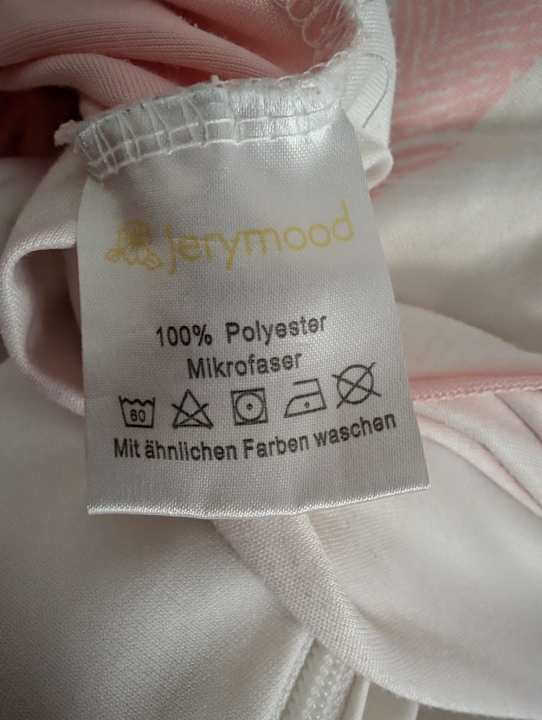 jerymood
100% Polyester
Mikrofaser
60
Mit ähnlichen Farben waschen